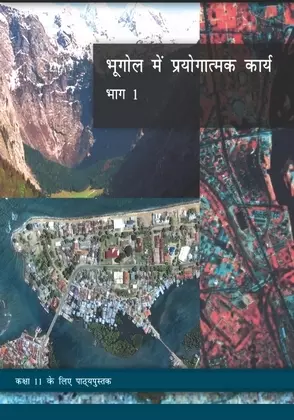 भूगोल में प्रयोगात्मक कार्य
भाग 1
कक्षा 11 के लिए पाठ्यपुस्तक